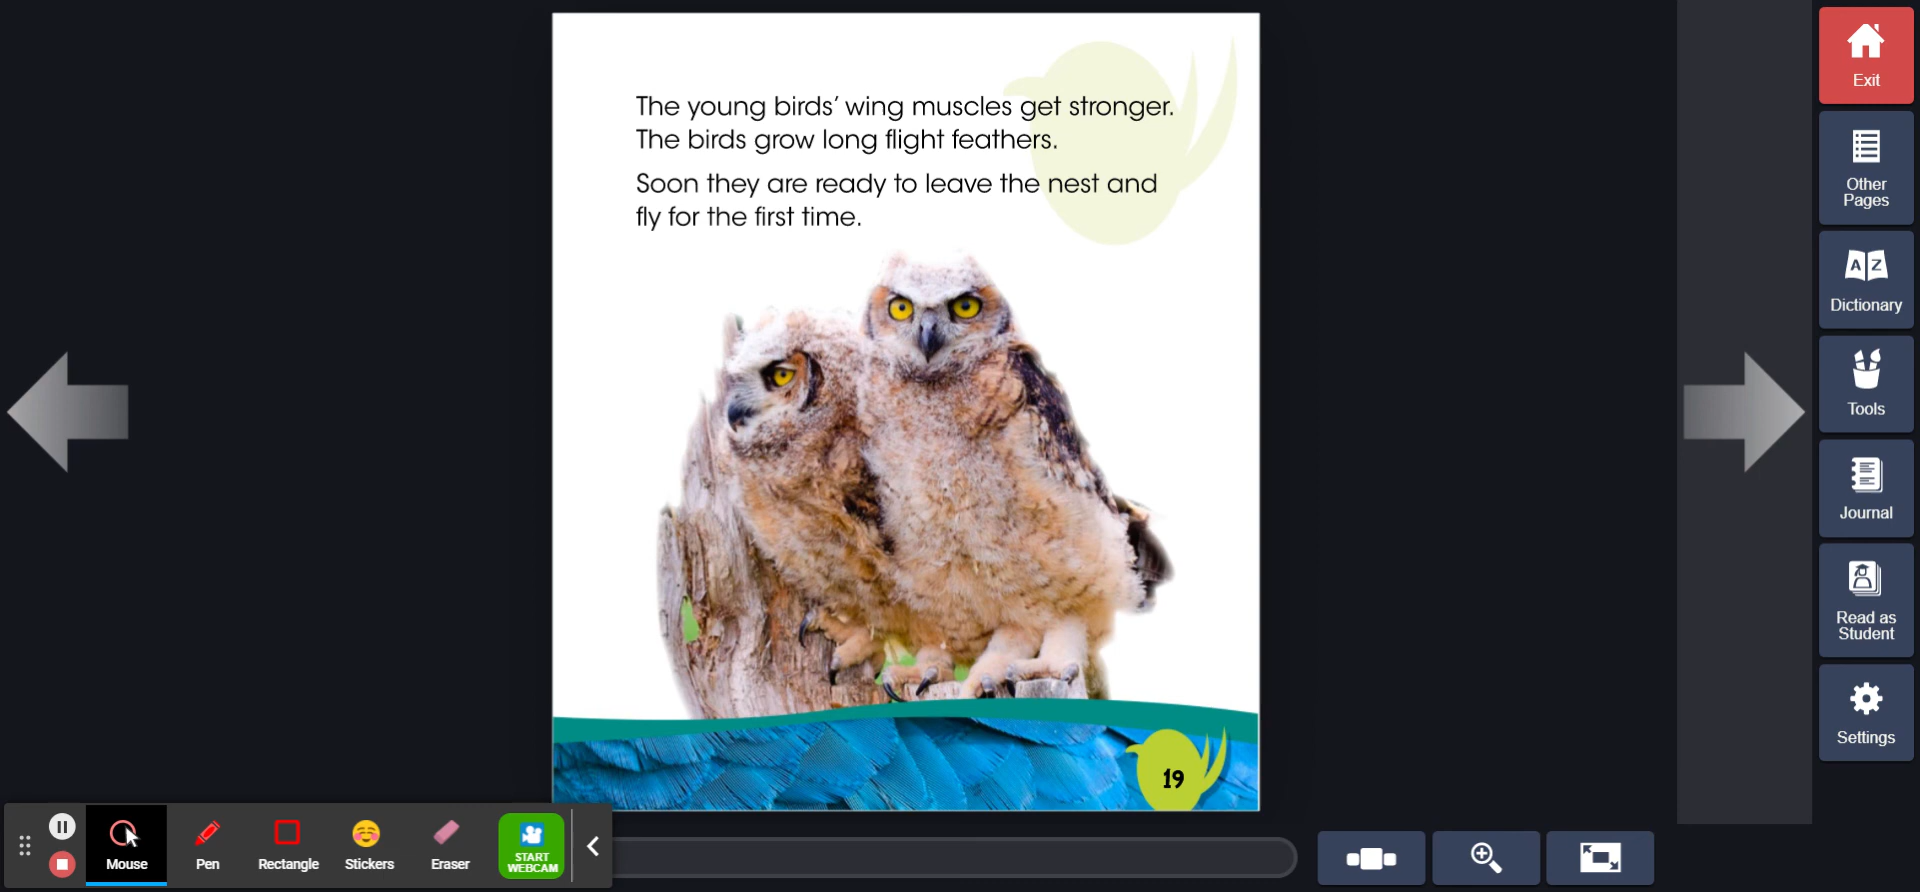 The young birds’ wing muscles get stronger.
The birds grow long flight feathers.
Soon they are ready to leave the nest and
fly for the first time.
19
Exit
Other
Pages
A Z
Dictionary
Tools
Journal
Read as
Student
Settings
Mouse
Pen
Rectangle
Stickers
Eraser
START
WEBCAM